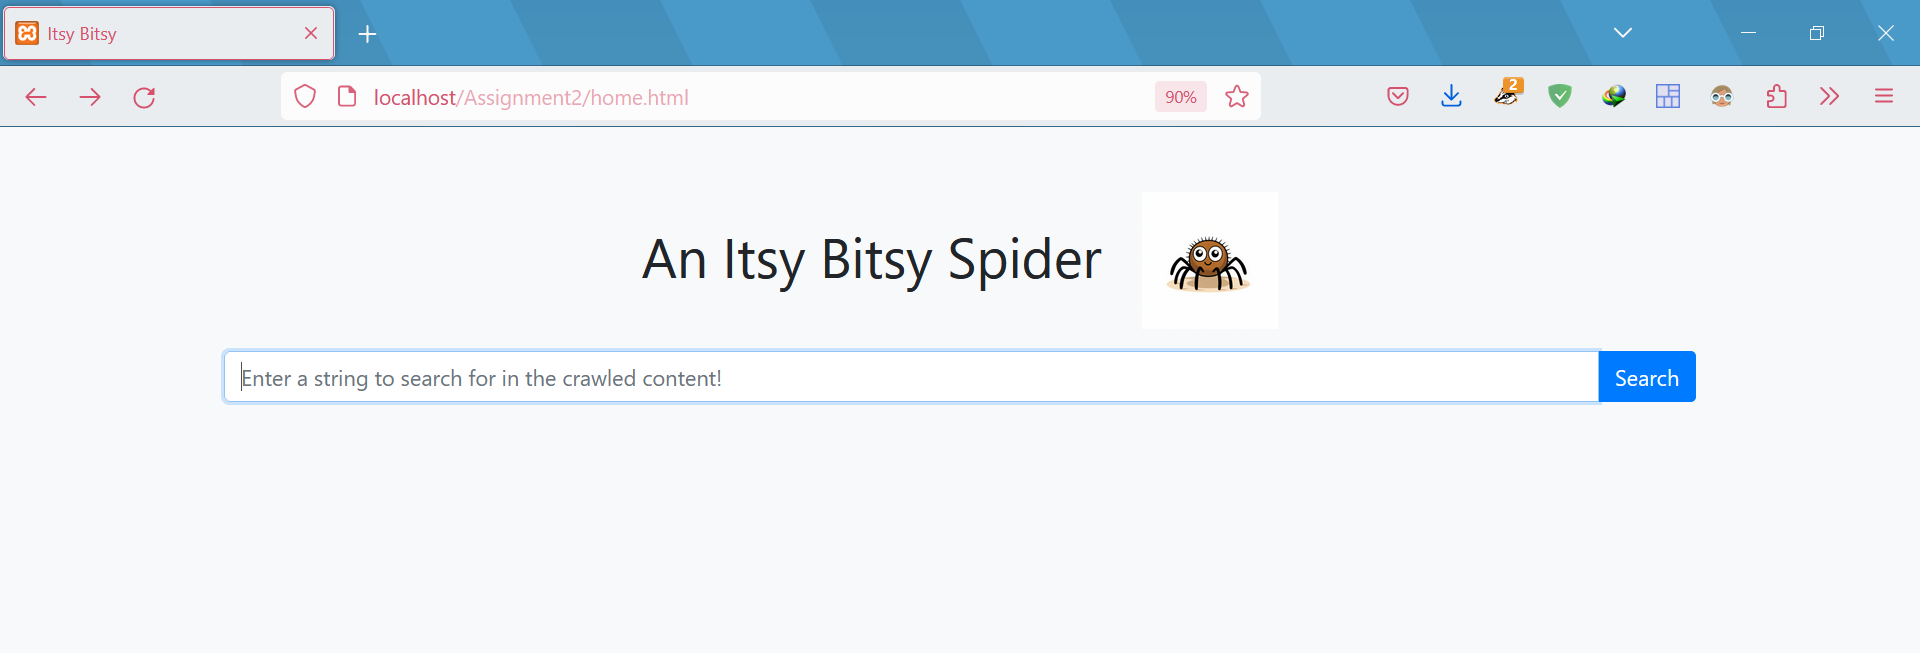 Itsy Bitsy
localhost/Assignment2/home.html
90%
2
An Itsy Bitsy Spider
Enter a string to search for in the crawled content!
Search